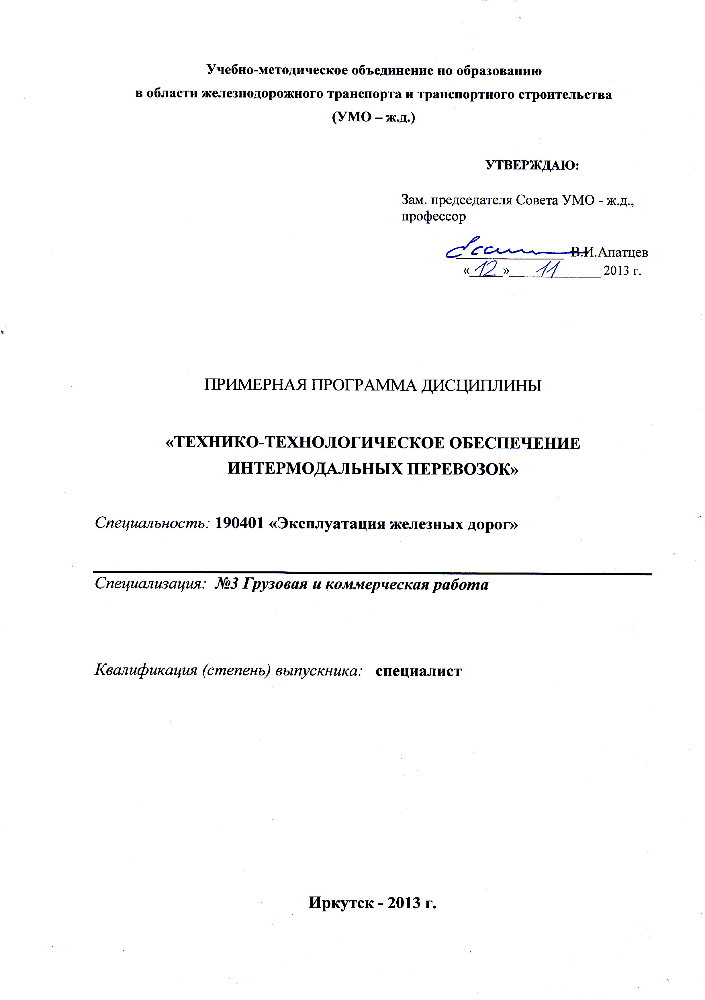 Учебно-методическое объединение по образованию
в области железнодорожного транспорта и транспортного строительства
(УМО – ж.д.)
УТВЕРЖДАЮ:
Зам. председателя Совета УМО - ж.д.,
профессор
В.И.Апатцев
«12» 11 2013 г.
ПРИМЕРНАЯ ПРОГРАММА ДИСЦИПЛИНЫ
«ТЕХНИКО-ТЕХНОЛОГИЧЕСКОЕ ОБЕСПЕЧЕНИЕ
ИНТЕРМОДАЛЬНЫХ ПЕРЕВОЗОК»
Специальность: 190401 «Эксплуатация железных дорог»
Специализация: №3 Грузовая и коммерческая работа
Квалификация (степень) выпускника: специалист
Иркутск - 2013 г.